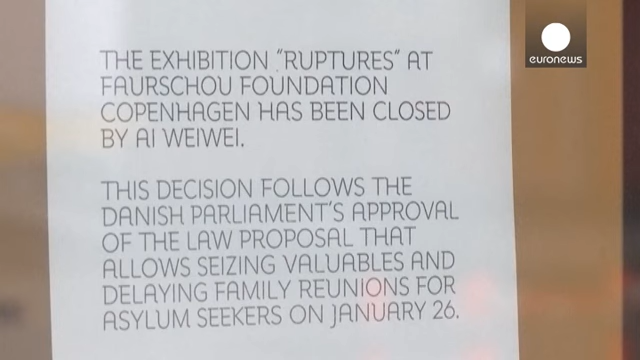 euronews
THE EXHIBITION "RUPTURES" AT
FAURSCHOU FOUNDATION
COPENHAGEN HAS BEEN CLOSED
BY AI WEIWEI.
THIS DECISION FOLLOWS THE
DANISH PARLIAMENT'S APPROVAL
OF THE LAW PROPOSAL THAT
ALLOWS SEIZING VALUABLES AND
DELAYING FAMILY REUNIONS FOR
ASYLUM SEEKERS ON JANUARY 26.